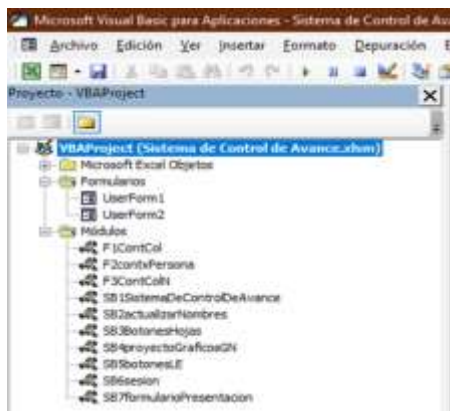 Microsoft Visual Basic para Aplicaciones - Sistema de Control de Av
Archivo Edición Ver Insertar Formato Depuración
Proyecto - VBAProject
VBAProject (Sistema de Control de Avance.xlsm)
Microsoft Excel Objetos
Formularios
UserForm1
UserForm2
Módulos
F1ContCol
F2contxPersona
F3ContColN
SB1SistemaDeControlDeAvance
SB2actualizarNombres
SB3BotonesHojas
SB4proyectoGraficosGN
SB5botonesLE
SB6sesion
SB7formularioPresentacion